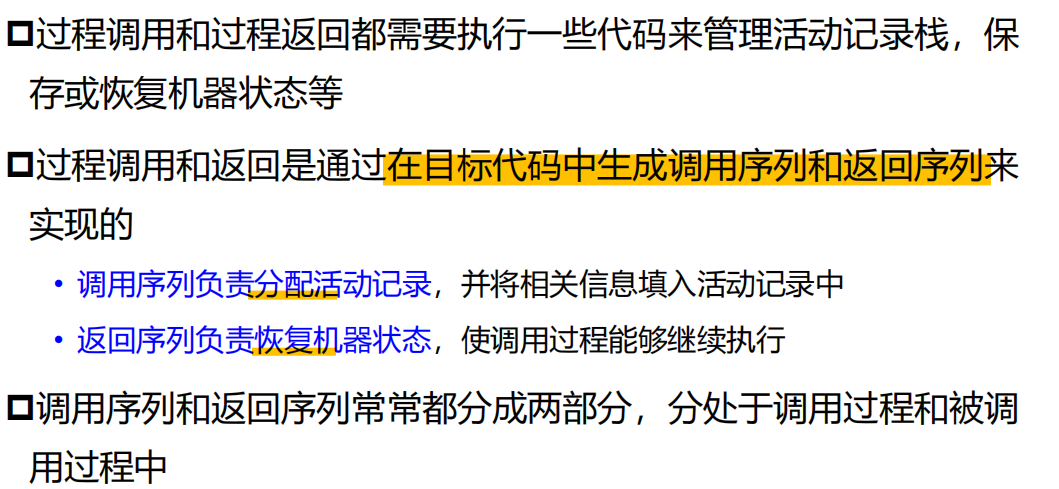 过程调用和过程返回都需要执行一些代码来管理活动记录栈，保
存或恢复机器状态等
过程调用和返回是通过在目标代码中生成调用序列和返回序列来
实现的
• 调用序列负责分配活动记录，并将相关信息填入活动记录中
• 返回序列负责恢复机器状态，使调用过程能够继续执行
调用序列和返回序列常常都分成两部分，分处于调用过程和被调
用过程中